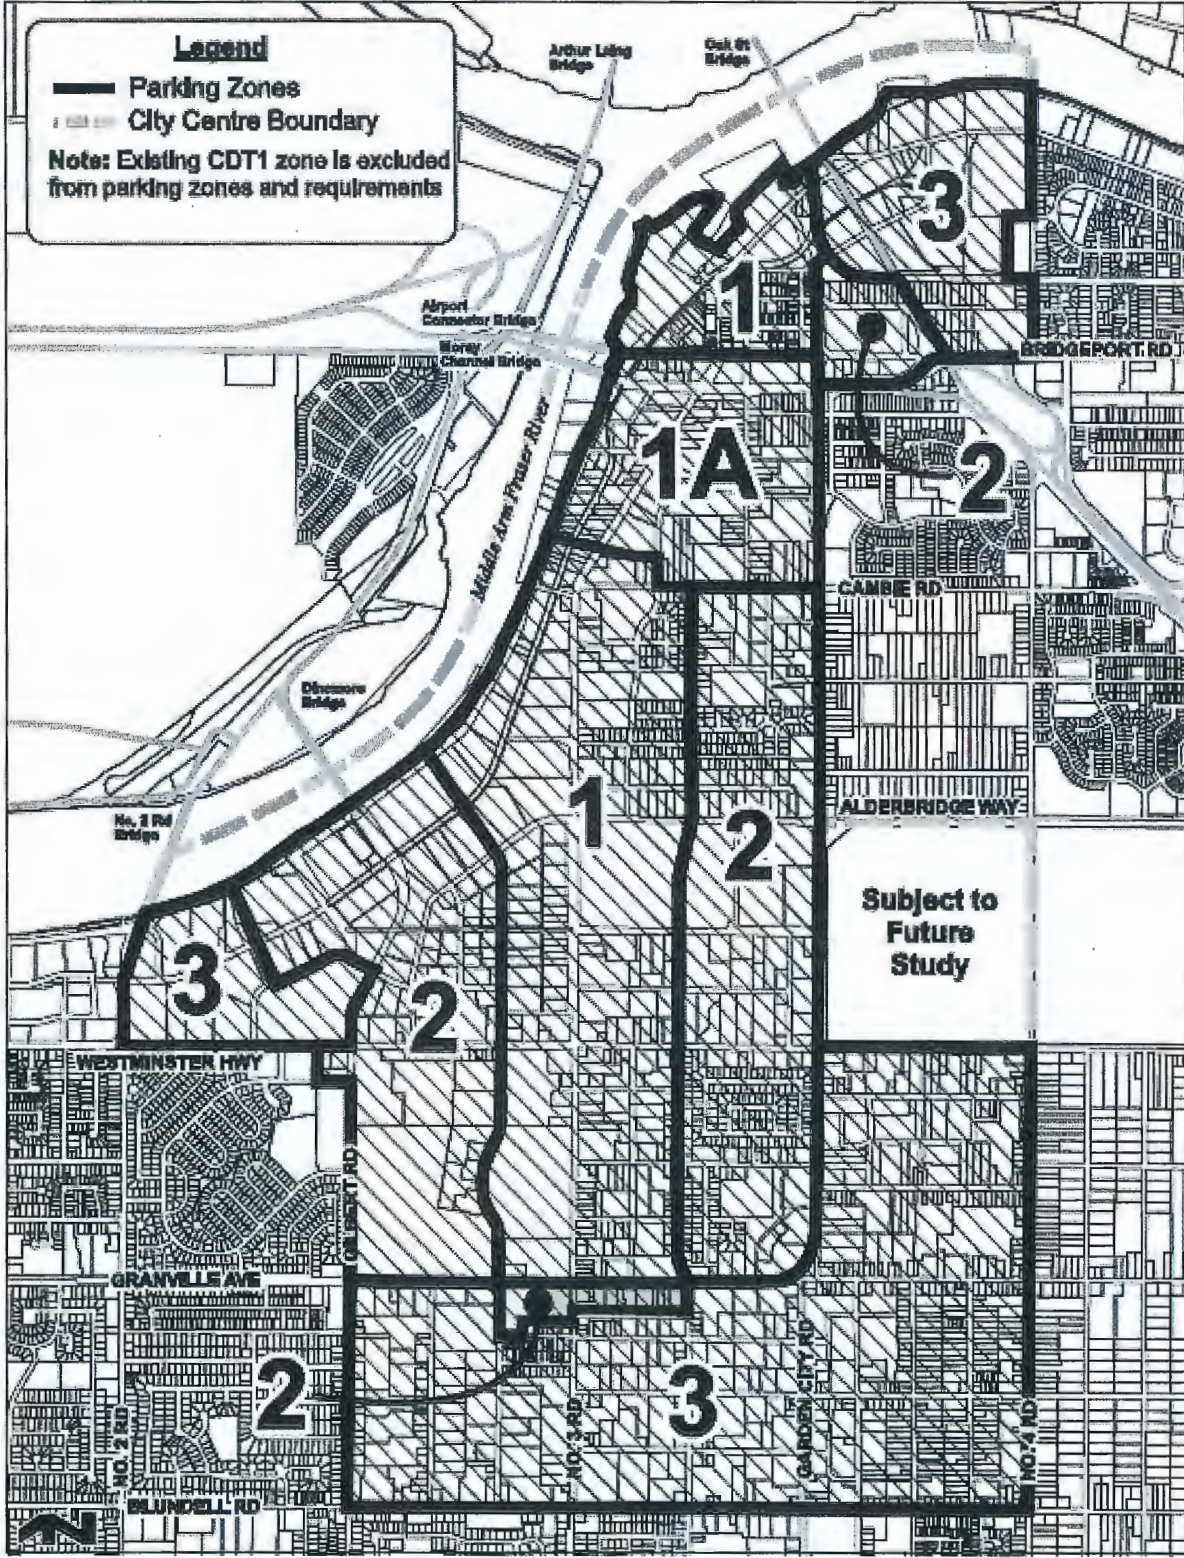 Legend
Parking Zones
City Centre Boundary
Note: Existing CDT1 zone is excluded
from parking zones and requirements
Arthur Laing
Bridge
Oak St
Bridge
3
1
Airport
Connector Bridge
Moray
Channel Bridge
BRIDGEPORT RD
Middle Arm Fraser River
1A
2
CAMBIE RD
Dinsmore
Bridge
No. 2 Rd
Bridge
1
ALDERBRIDGE WAY
2
Subject to
Future
Study
3
2
WESTMINSTER HWY
GILBERT RD
GRANVILLE AVE
2
3
NO. 2 RD
NO. 3 RD
GARDEN CITY RD
NO. 4 RD
BLUNDELL RD